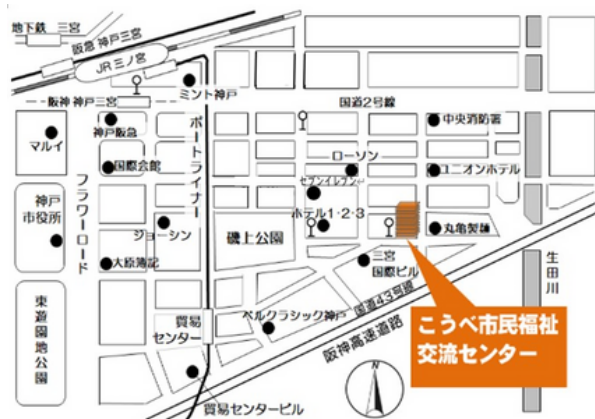 地下鉄 三宮
阪急 神戸三宮
JR三ノ宮
阪神 神戸三宮
ミント神戸
国道2号線
マルイ
神戸阪急
国際会館
ポートライナー
中央消防署
ローソン
ユニオンホテル
セブンイレブン
神戸
市役所
フラワーロード
ジョーシン
大原簿記
磯上公園
ホテル1・2・3
丸亀製麺
三宮
国際ビル
生田川
東遊園地公園
貿易
センター
ベルクラシック神戸
国道43号線
阪神高速道路
こうべ市民福祉
交流センター
貿易センタービル
N